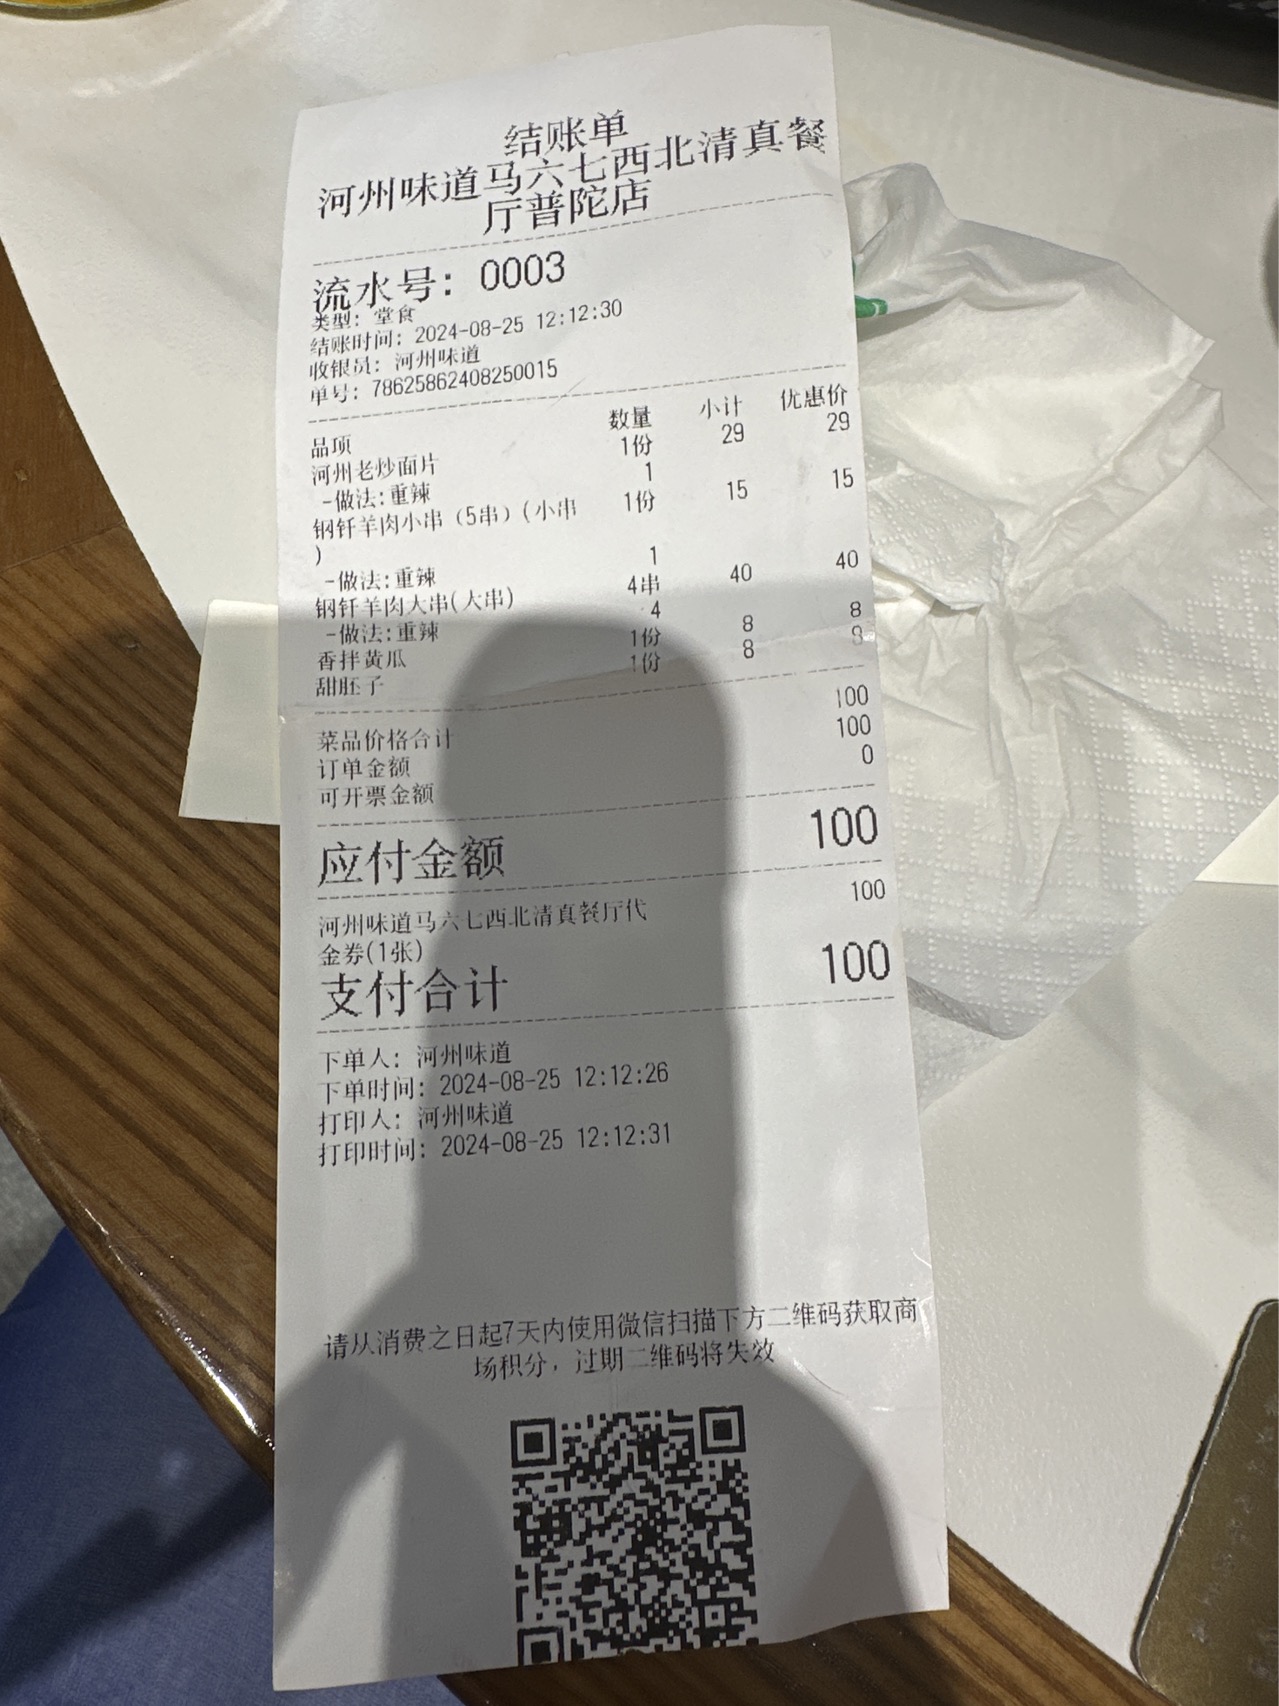 结账单
河州味道马六七西北清真餐
厅普陀店
流水号: 0003
类型: 堂食
结账时间: 2024-08-25 12:12:30
收银员: 河州味道
单号: 78625862408250015
品项 数量 小计 优惠价
河州老炒面片 1份 29 29
-做法:重辣 1
钢钎羊肉小串（5串）(小串 1份 15 15
)
-做法:重辣 1
钢钎羊肉大串(大串) 4串 40 40
-做法:重辣 4
香拌黄瓜 1份 8 8
甜胚子 1份 8 8
菜品价格合计 100
订单金额 100
可开票金额 0
应付金额 100
河州味道马六七西北清真餐厅代 100
金券(1张)
支付合计 100
下单人: 河州味道
下单时间: 2024-08-25 12:12:26
打印人: 河州味道
打印时间: 2024-08-25 12:12:31
请从消费之日起7天内使用微信扫描下方二维码获取商
场积分，过期二维码将失效